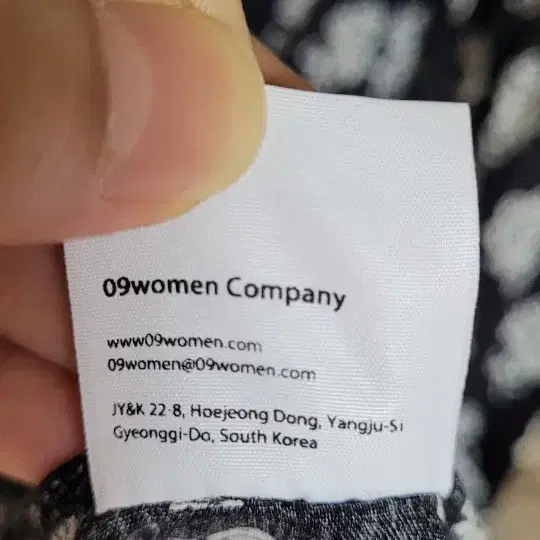 09women Company
www09women.com
09women@09women.com
JY&K 22-8, Hoejeong Dong, Yangju-Si
Gyeonggi-Do, South Korea